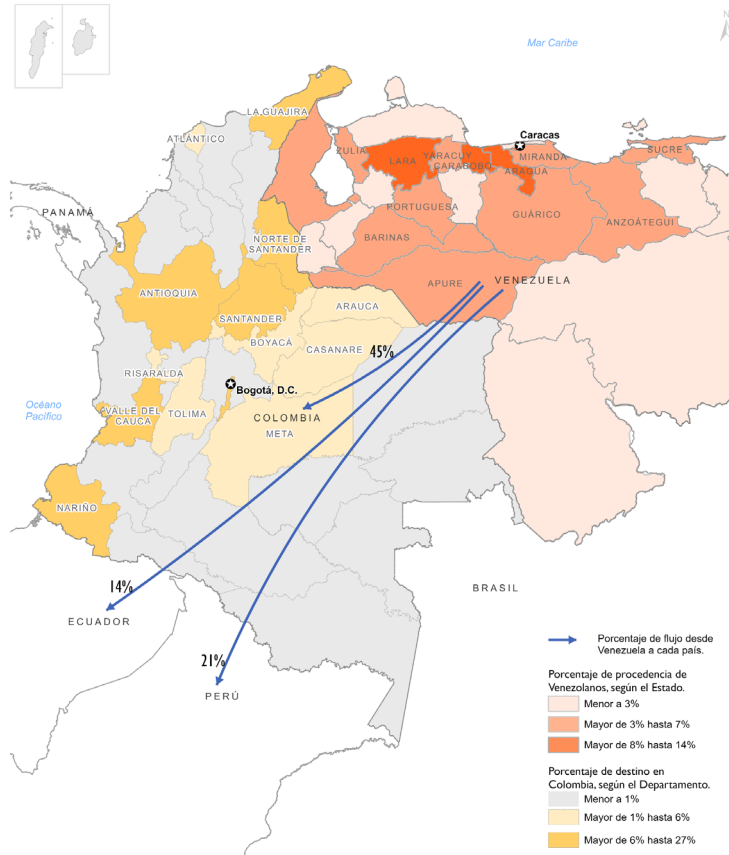 N
Mar Caribe
LA GUAJIRA
ATLÁNTICO
Caracas
ZULIA
LARA
YARACUY
CARABOBO
MIRANDA
ARAGUA
SUCRE
PANAMÁ
PORTUGUESA
GUÁRICO
ANZOÁTEGUI
BARINAS
NORTE DE
SANTANDER
APURE
VENEZUELA
ANTIOQUIA
SANTANDER
ARAUCA
BOYACÁ
CASANARE
45%
RISARALDA
Bogotá, D.C.
Océano
Pacífico
VALLE DEL
CAUCA
TOLIMA
COLOMBIA
META
NARIÑO
14%
ECUADOR
BRASIL
21%
PERÚ
Porcentaje de flujo desde
Venezuela a cada país.
Porcentaje de procedencia de
Venezolanos, según el Estado.
Menor a 3%
Mayor de 3% hasta 7%
Mayor de 8% hasta 14%
Porcentaje de destino en
Colombia, según el Departamento.
Menor a 1%
Mayor de 1% hasta 6%
Mayor de 6% hasta 27%